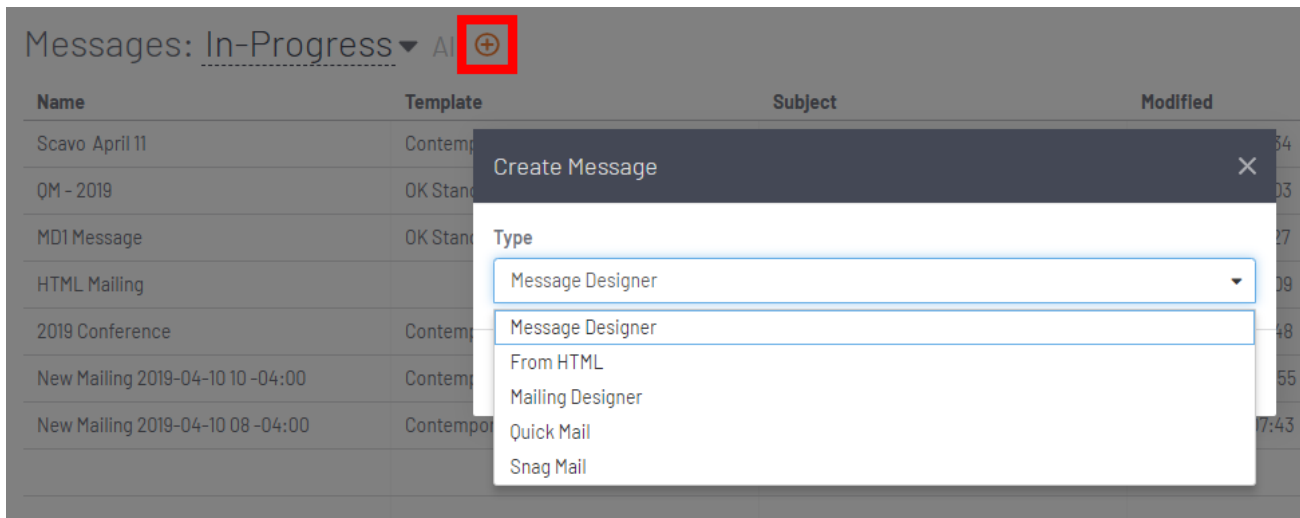 Messages: In-Progress
Name Template Subject Modified
Scavo April 11
Create Message
QM - 2019 OK
Type
MD1 Message OK
Message Designer
HTML Mailing
Message Designer
2019 Conference
From HTML
New Mailing 2019-04-10 10 -04:00
Mailing Designer
New Mailing 2019-04-10 08 -04:00
Quick Mail
Snag Mail